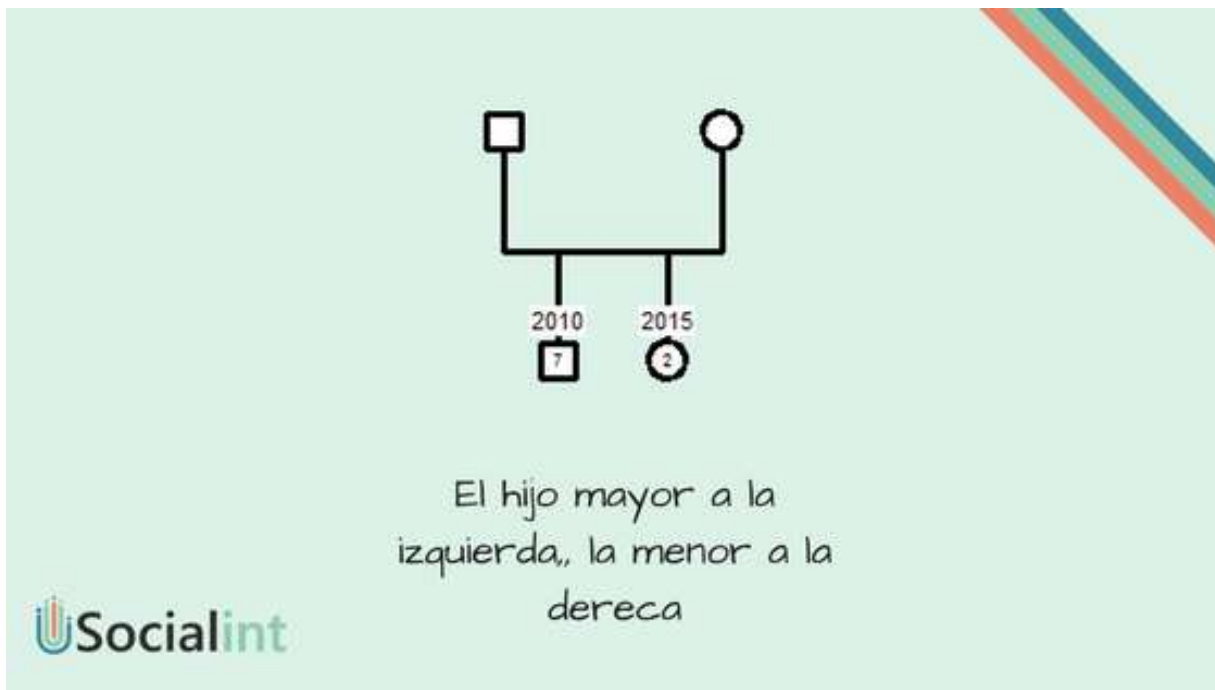 2010 2015
7 2
El hijo mayor a la
izquierda,, la menor a la
dereca
Socialint